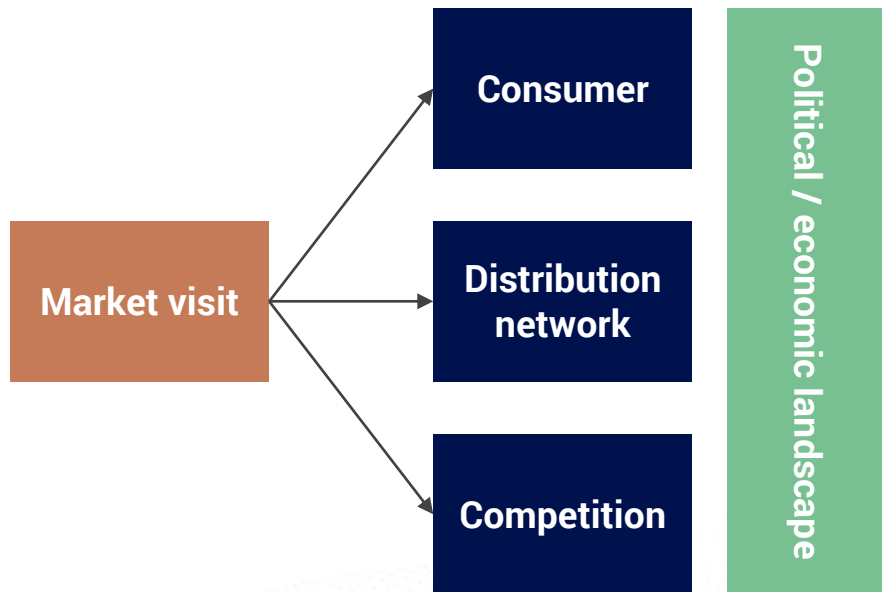 Consumer
Market visit
Distribution
network
Competition
Political / economic landscape